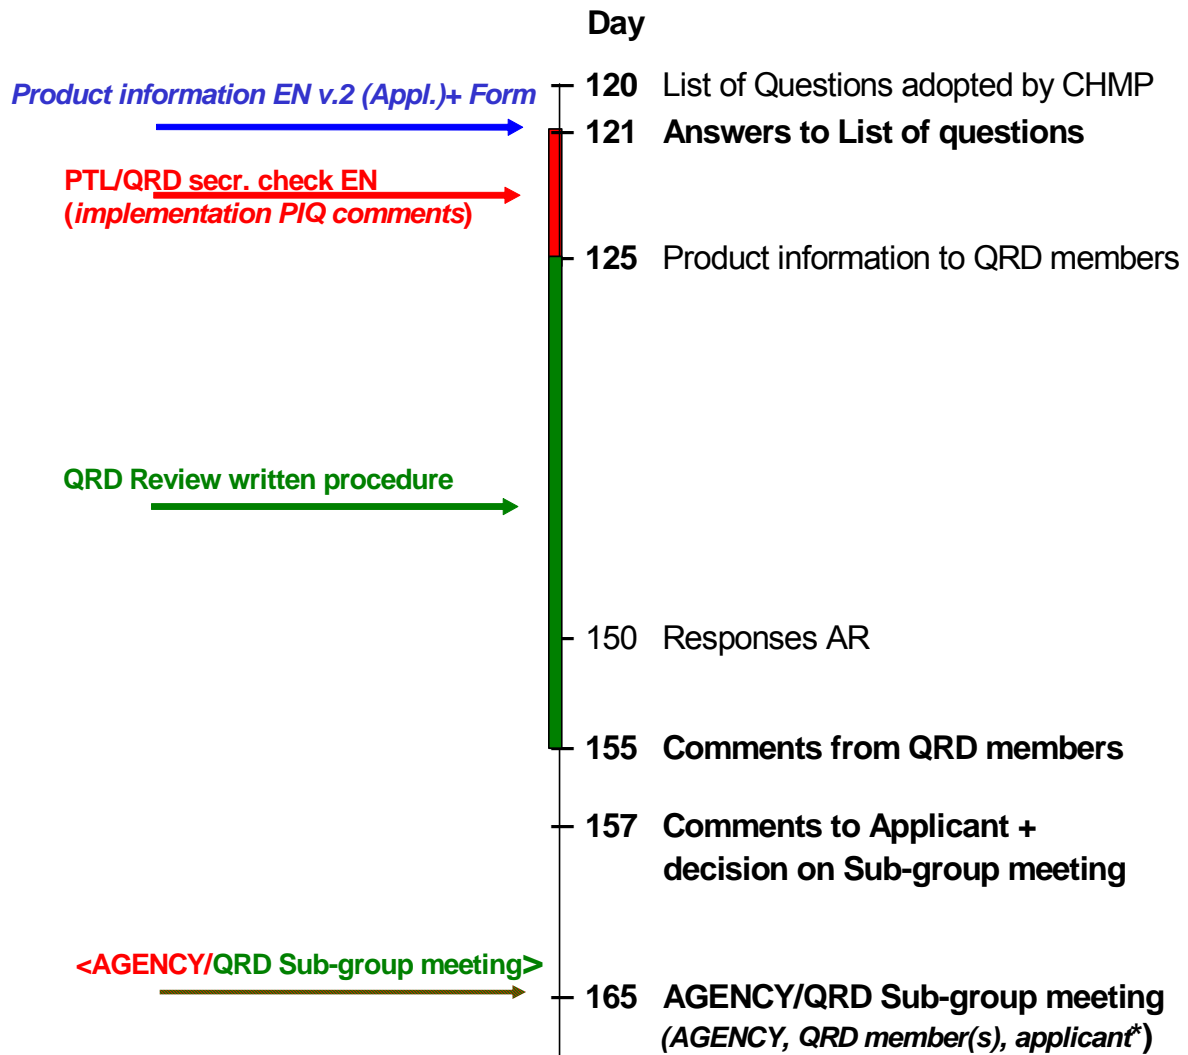 Day
Product information EN v.2 (Appl.)+ Form
120 List of Questions adopted by CHMP
121 Answers to List of questions
PTL/QRD secr. check EN
(implementation PIQ comments)
125 Product information to QRD members
QRD Review written procedure
150 Responses AR
155 Comments from QRD members
157 Comments to Applicant +
decision on Sub-group meeting
<AGENCY/QRD Sub-group meeting>
165 AGENCY/QRD Sub-group meeting
(AGENCY, QRD member(s), applicant*)